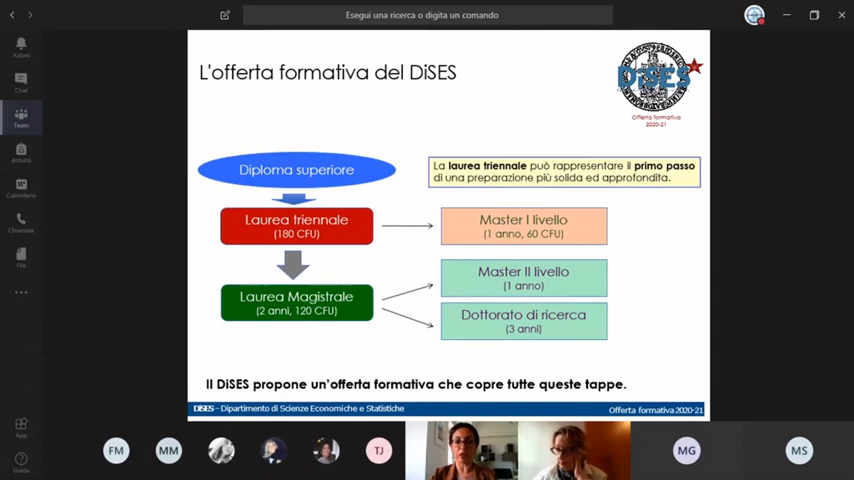 Esegui una ricerca o digita un comando
Chat
Team
Attività
Calendario
Chiamate
File
App
Guida
L'offerta formativa del DiSES
DiSES
Offerta formativa
2020-21
Diploma superiore
La laurea triennale può rappresentare il primo passo
di una preparazione più solida ed approfondita.
Laurea triennale
(180 CFU)
Master I livello
(1 anno, 60 CFU)
Master II livello
(1 anno)
Laurea Magistrale
(2 anni, 120 CFU)
Dottorato di ricerca
(3 anni)
Il DiSES propone un'offerta formativa che copre tutte queste tappe.
DiSES – Dipartimento di Scienze Economiche e Statistiche
Offerta formativa 2020-21
FM
MM
TJ
MG
MS